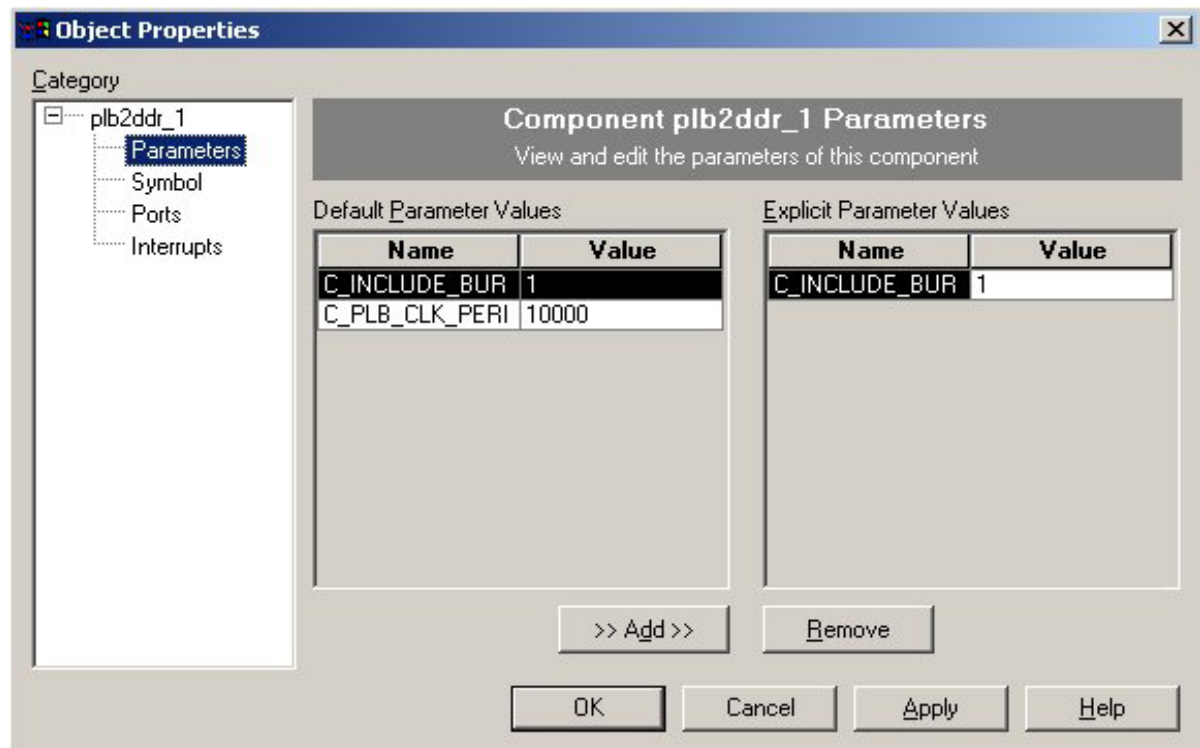 Object Properties
Category
plb2ddr_1
Parameters
Symbol
Ports
Interrupts
Component plb2ddr_1 Parameters
View and edit the parameters of this component
Default Parameter Values
Name Value
C_INCLUDE_BUR 1
C_PLB_CLK_PERI 10000
Explicit Parameter Values
Name Value
C_INCLUDE_BUR 1
>> Add >>
Remove
OK Cancel Apply Help